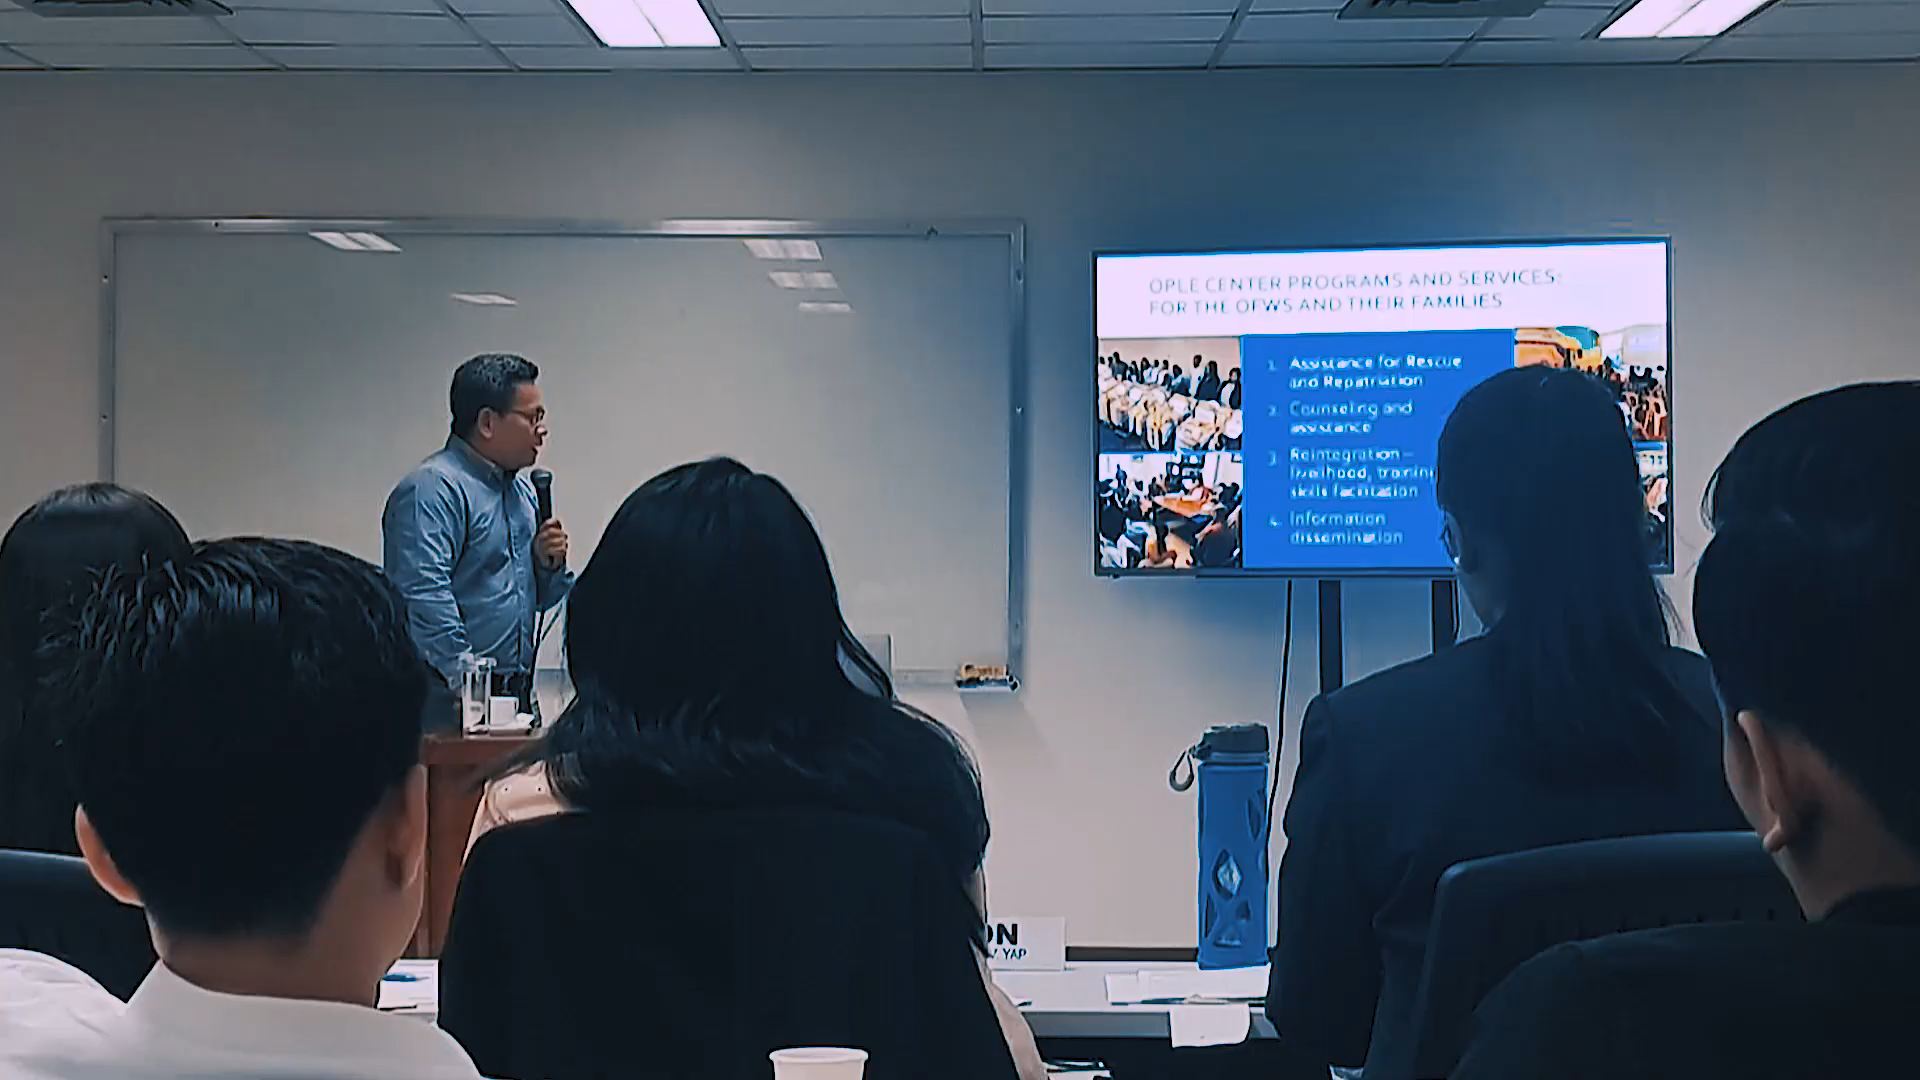 OPLE CENTER PROGRAMS AND SERVICES:
FOR THE OFWS AND THEIR FAMILIES
1. Assistance for Rescue
and Repatriation
2. Counseling and
assistance
3. Reintegration –
livelihood, training
skills facilitation
4. Information
dissemination
ON
YAP